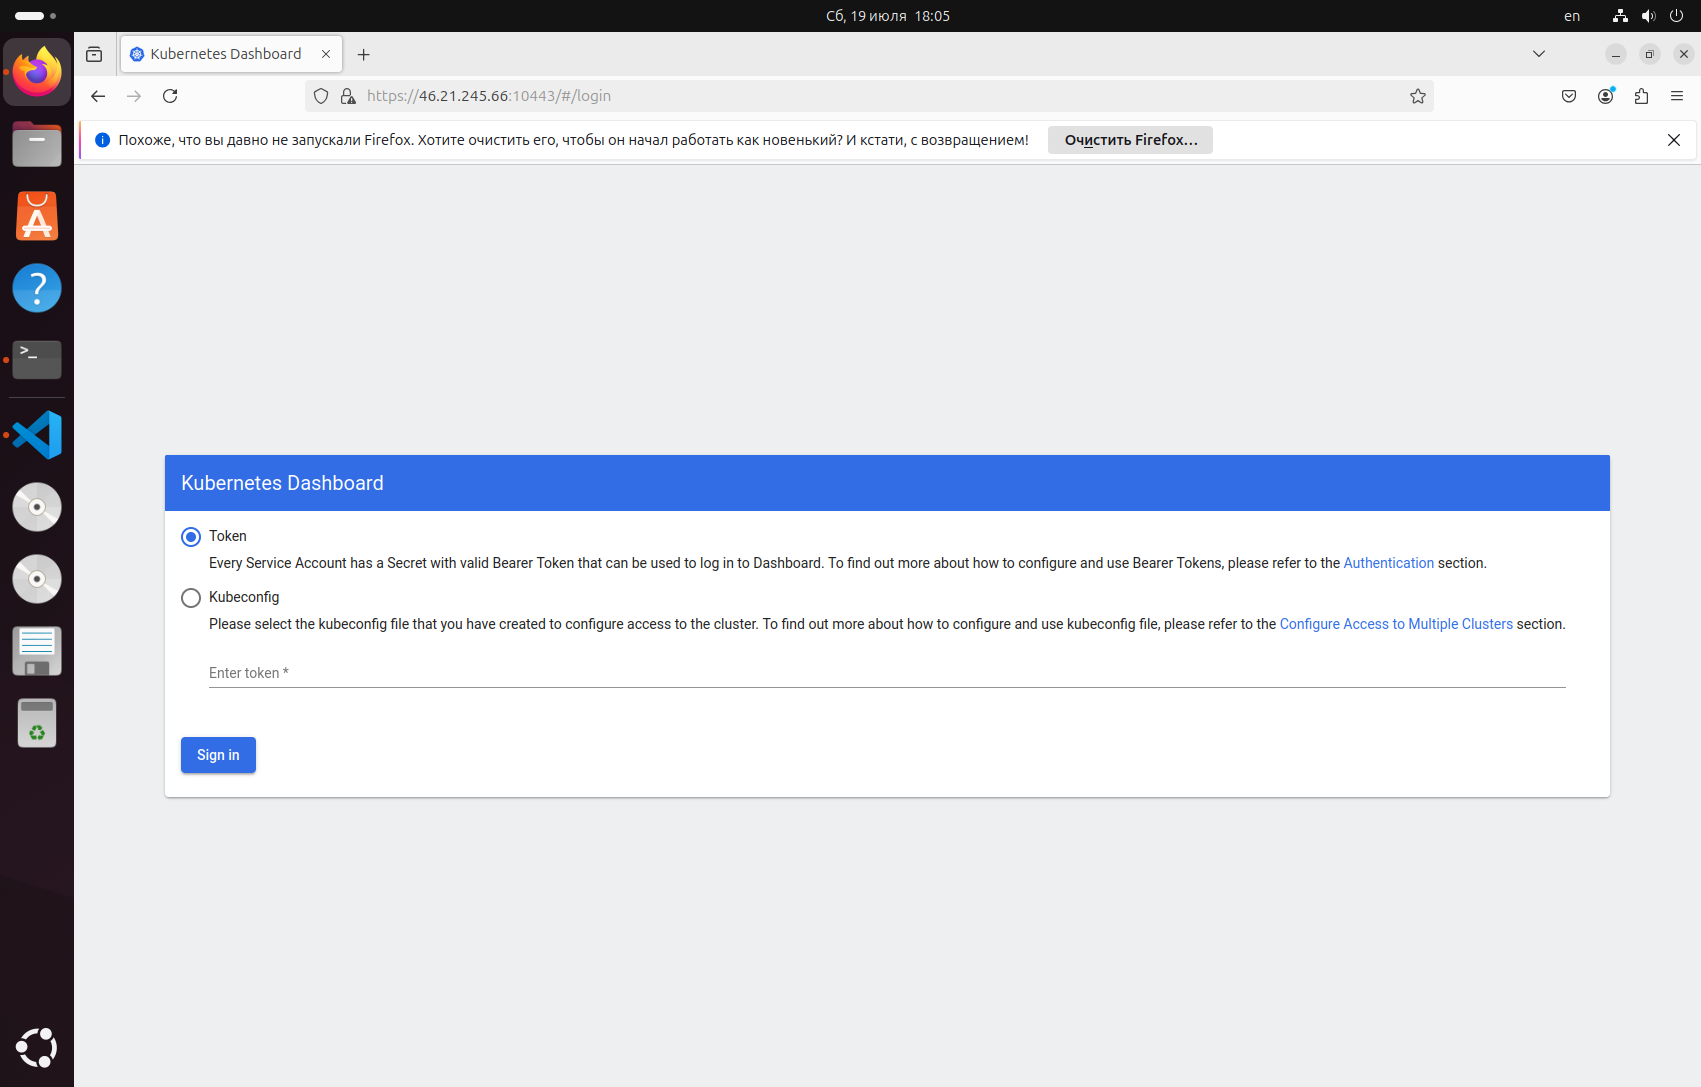 Сб, 19 июля 18:05
en
Kubernetes Dashboard
https://46.21.245.66:10443/#/login
Похоже, что вы давно не запускали Firefox. Хотите очистить его, чтобы он начал работать как новенький? И кстати, с возвращением!
Очистить Firefox...
Kubernetes Dashboard
Token
Every Service Account has a Secret with valid Bearer Token that can be used to log in to Dashboard. To find out more about how to configure and use Bearer Tokens, please refer to the Authentication section.
Kubeconfig
Please select the kubeconfig file that you have created to configure access to the cluster. To find out more about how to configure and use kubeconfig file, please refer to the Configure Access to Multiple Clusters section.
Enter token *
Sign in